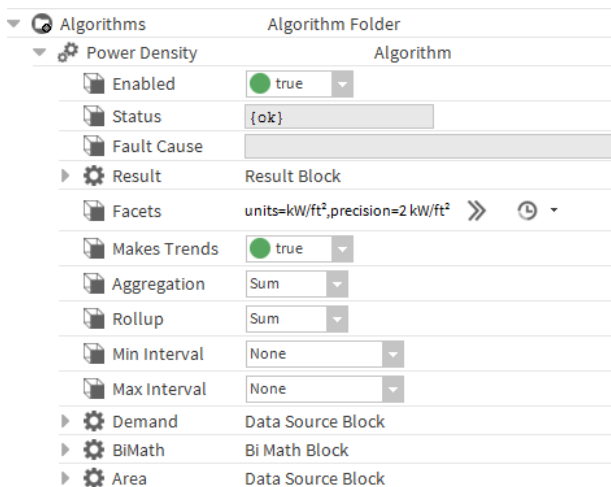 Algorithms Algorithm Folder
Power Density Algorithm
Enabled true
Status {ok}
Fault Cause
Result Result Block
Facets units=kW/ft²,precision=2 kW/ft²
Makes Trends true
Aggregation Sum
Rollup Sum
Min Interval None
Max Interval None
Demand Data Source Block
BiMath Bi Math Block
Area Data Source Block